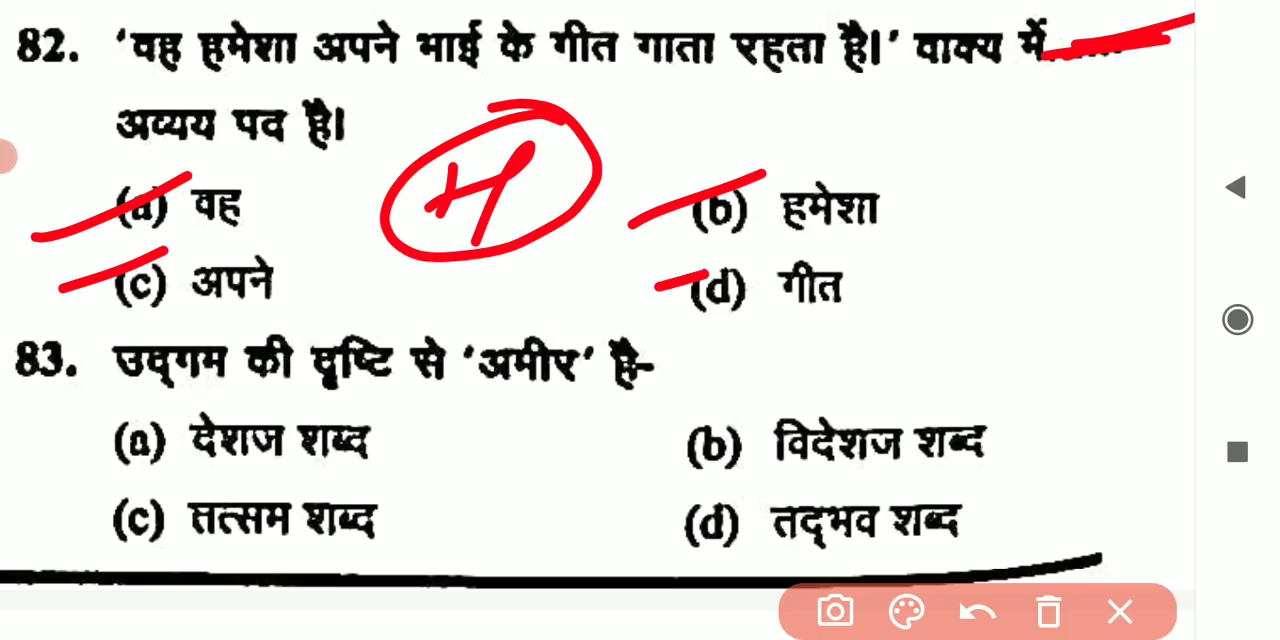 82. 'वह हमेशा अपने भाई के गीत गाता रहता है।' वाक्य में.....
अव्यय पद है।
(a) वह (b) हमेशा
(c) अपने (d) गीत
83. उद्‌गम की दृष्टि से 'अमीर' है-
(a) देशज शब्द (b) विदेशज शब्द
(c) तत्सम शब्द (d) तद्‌भव शब्द